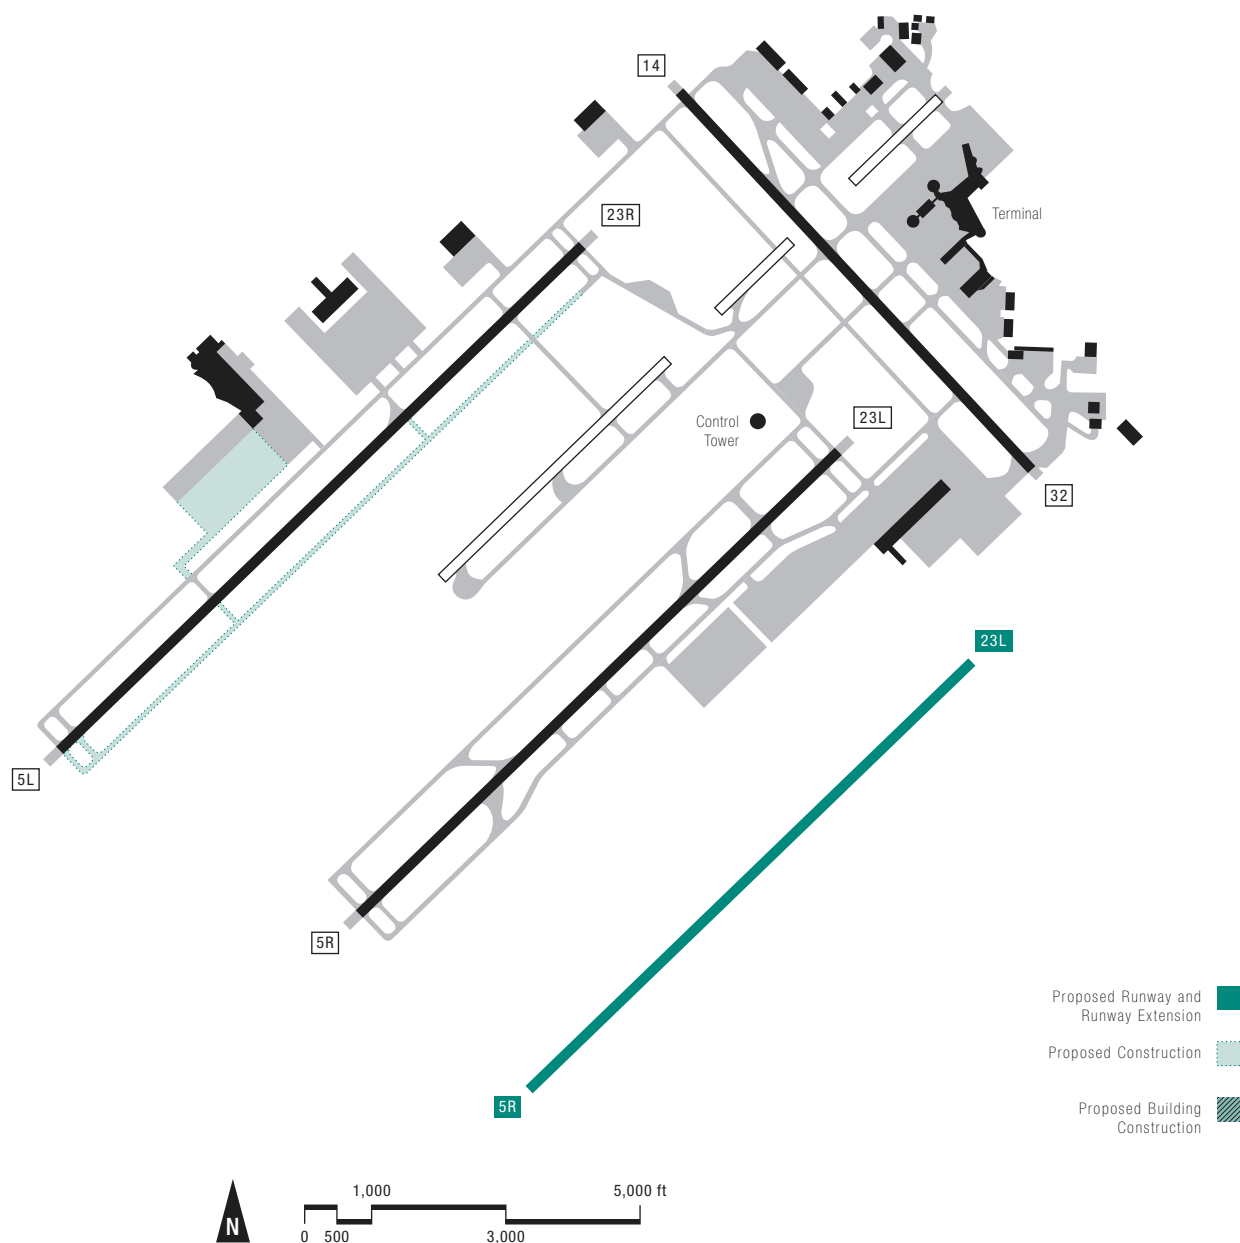 14
23R
Terminal
Control
Tower
23L
32
23L
5L
5R
Proposed Runway and
Runway Extension
Proposed Construction
5R
Proposed Building
Construction
1,000
5,000 ft
N
0
500
3,000